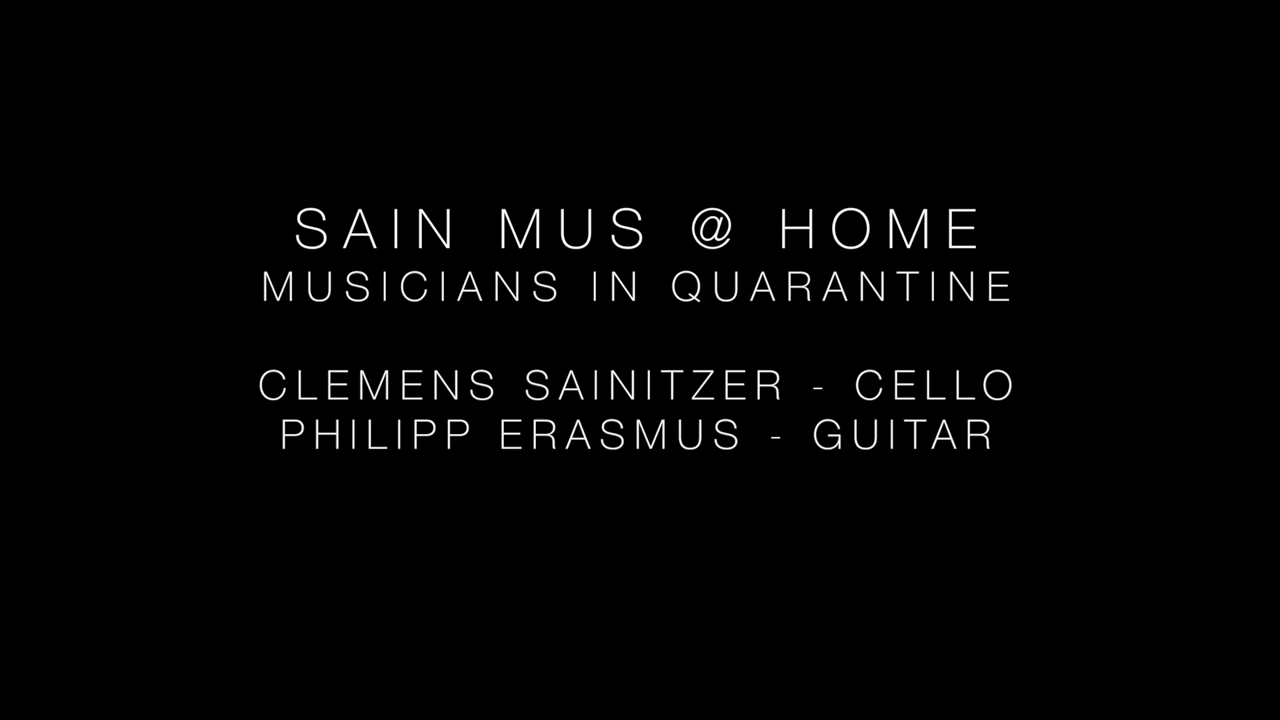 SAIN MUS @ HOME
MUSICIANS IN QUARANTINE
CLEMENS SAINITZER - CELLO
PHILIPP ERASMUS - GUITAR